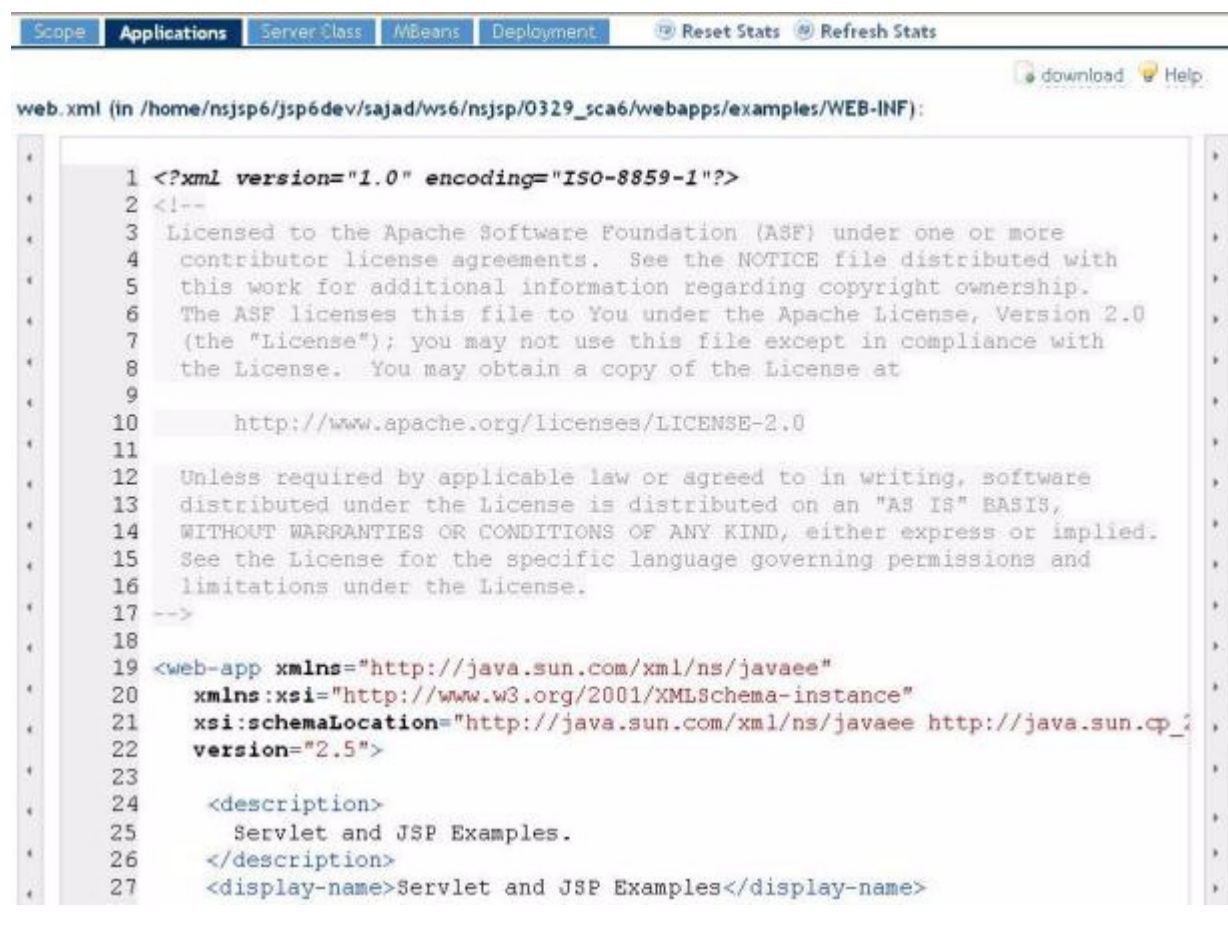 Scope Applications Server Class MBeans Deployment Reset Stats Refresh Stats
download Help
web.xml (in /home/nsjsp6/jsp6dev/sajad/ws6/nsjsp/0329_sca6/webapps/examples/WEB-INF):
1 <?xml version="1.0" encoding="ISO-8859-1"?>
2 <!--
3 Licensed to the Apache Software Foundation (ASF) under one or more
4 contributor license agreements. See the NOTICE file distributed with
5 this work for additional information regarding copyright ownership.
6 The ASF licenses this file to You under the Apache License, Version 2.0
7 (the "License"); you may not use this file except in compliance with
8 the License. You may obtain a copy of the License at
9
10 http://www.apache.org/licenses/LICENSE-2.0
11
12 Unless required by applicable law or agreed to in writing, software
13 distributed under the License is distributed on an "AS IS" BASIS,
14 WITHOUT WARRANTIES OR CONDITIONS OF ANY KIND, either express or implied.
15 See the License for the specific language governing permissions and
16 limitations under the License.
17 -->
18
19 <web-app xmlns="http://java.sun.com/xml/ns/javaee"
20 xmlns:xsi="http://www.w3.org/2001/XMLSchema-instance"
21 xsi:schemaLocation="http://java.sun.com/xml/ns/javaee http://java.sun.cp_2
22 version="2.5">
23
24 <description>
25 Servlet and JSP Examples.
26 </description>
27 <display-name>Servlet and JSP Examples</display-name>